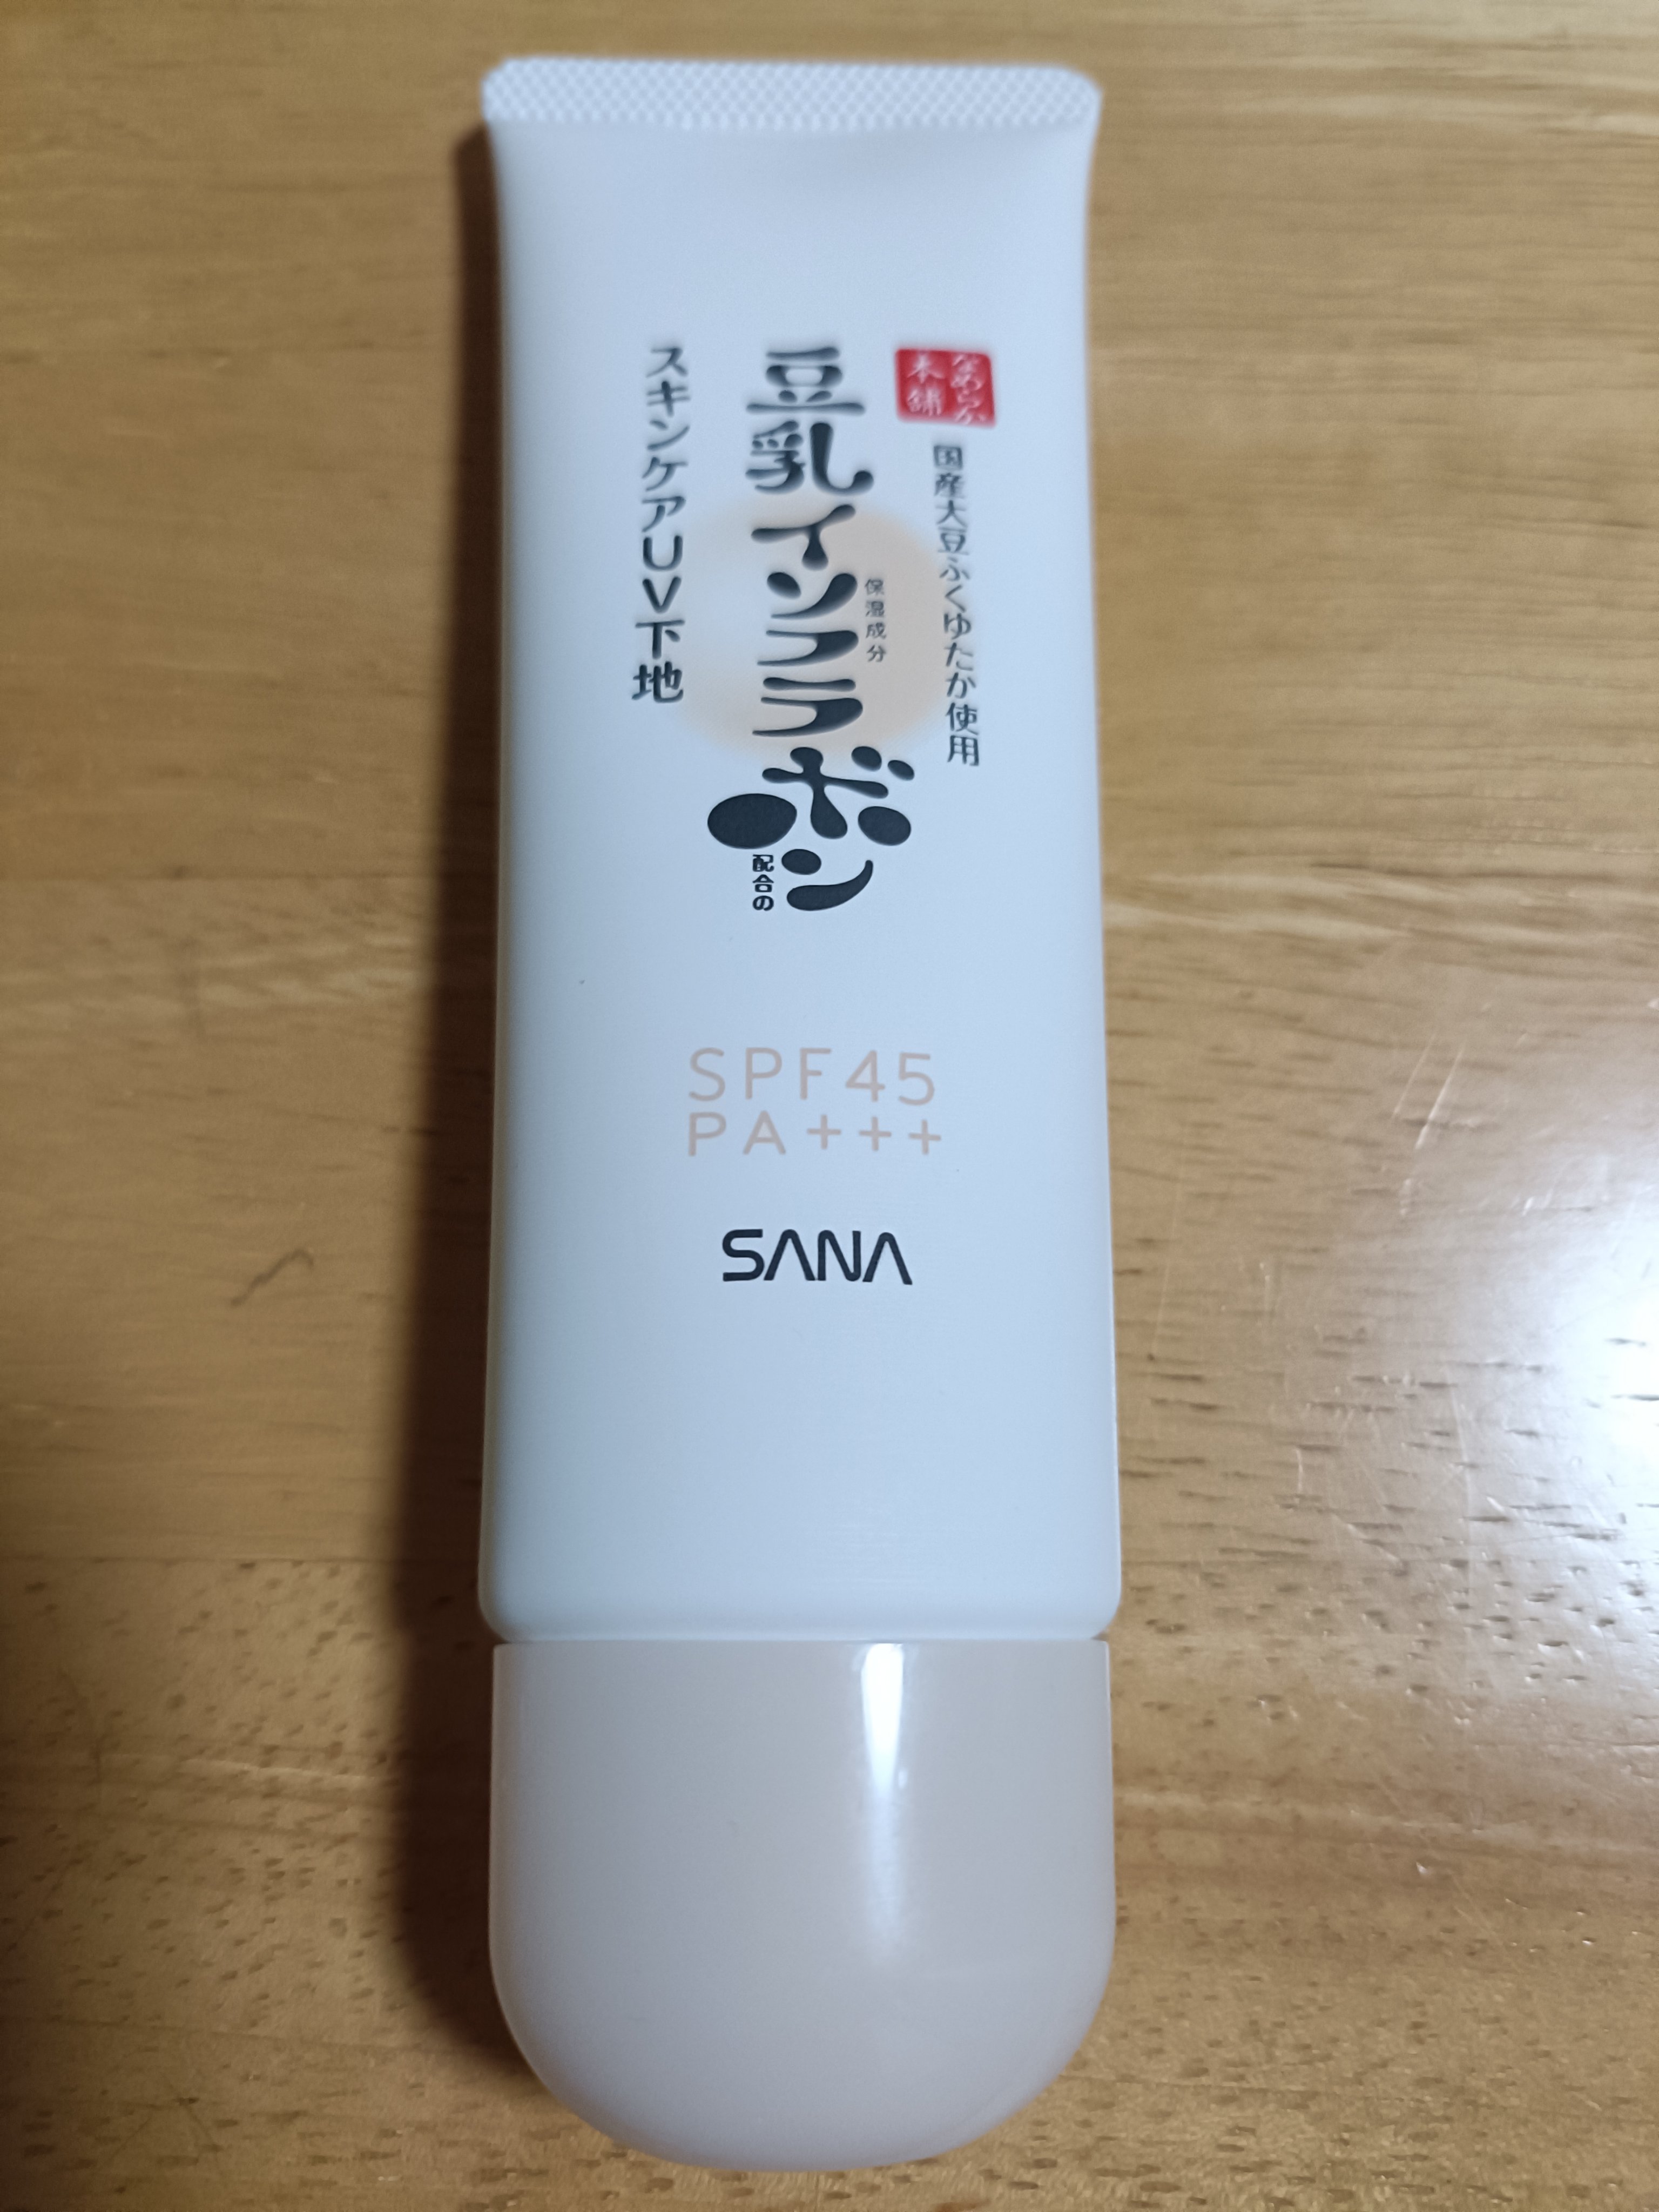 なめらか
本舗
国産大豆ふくゆたか使用
豆乳イソフラボン
保湿成分
配合の
スキンケアUV下地
SPF45
PA+++
SANA